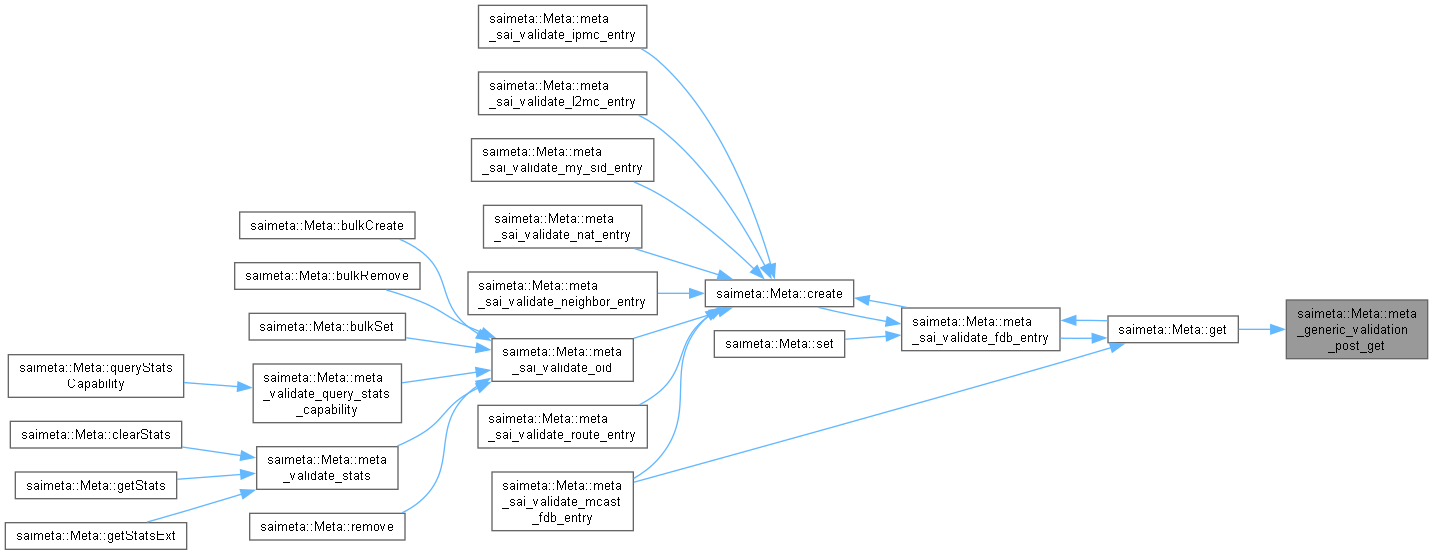 saimeta::Meta::meta
_sai_validate_ipmc_entry
saimeta::Meta::meta
_sai_validate_l2mc_entry
saimeta::Meta::meta
_sai_validate_my_sid_entry
saimeta::Meta::meta
_sai_validate_nat_entry
saimeta::Meta::bulkCreate
saimeta::Meta::bulkRemove
saimeta::Meta::meta
_sai_validate_neighbor_entry
saimeta::Meta::create
saimeta::Meta::bulkSet
saimeta::Meta::meta
_sai_validate_oid
saimeta::Meta::set
saimeta::Meta::meta
_sai_validate_fdb_entry
saimeta::Meta::get
saimeta::Meta::meta
_generic_validation
_post_get
saimeta::Meta::queryStats
Capability
saimeta::Meta::meta
_validate_query_stats
_capability
saimeta::Meta::meta
_sai_validate_route_entry
saimeta::Meta::clearStats
saimeta::Meta::meta
_validate_stats
saimeta::Meta::getStats
saimeta::Meta::meta
_sai_validate_mcast
_fdb_entry
saimeta::Meta::getStatsExt
saimeta::Meta::remove